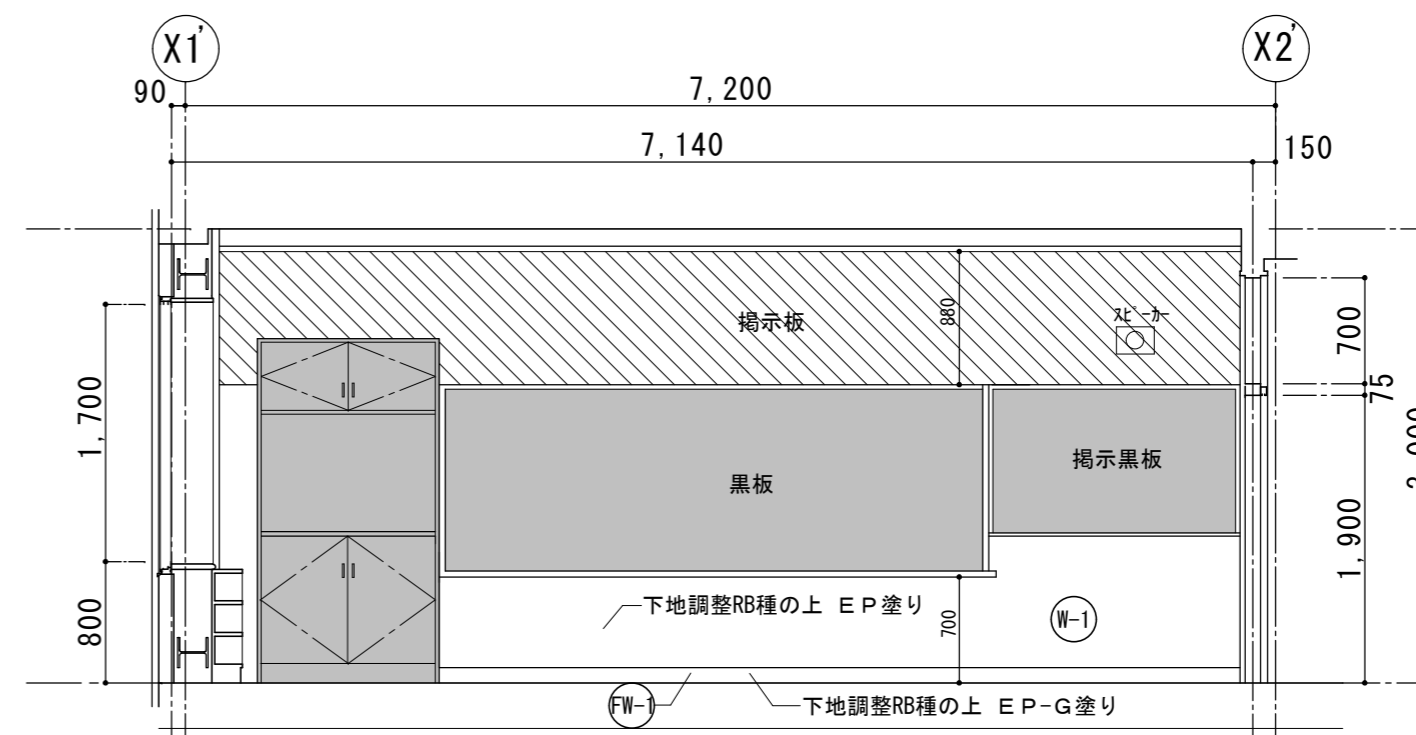 X1'
X2'
90
7,200
7,140
150
掲示板
880
スピーカー
700
75
1,700
黒板
掲示黒板
1,900
800
下地調整RB種の上 EP塗り
700
W-1
FW-1
下地調整RB種の上 EP-G塗り